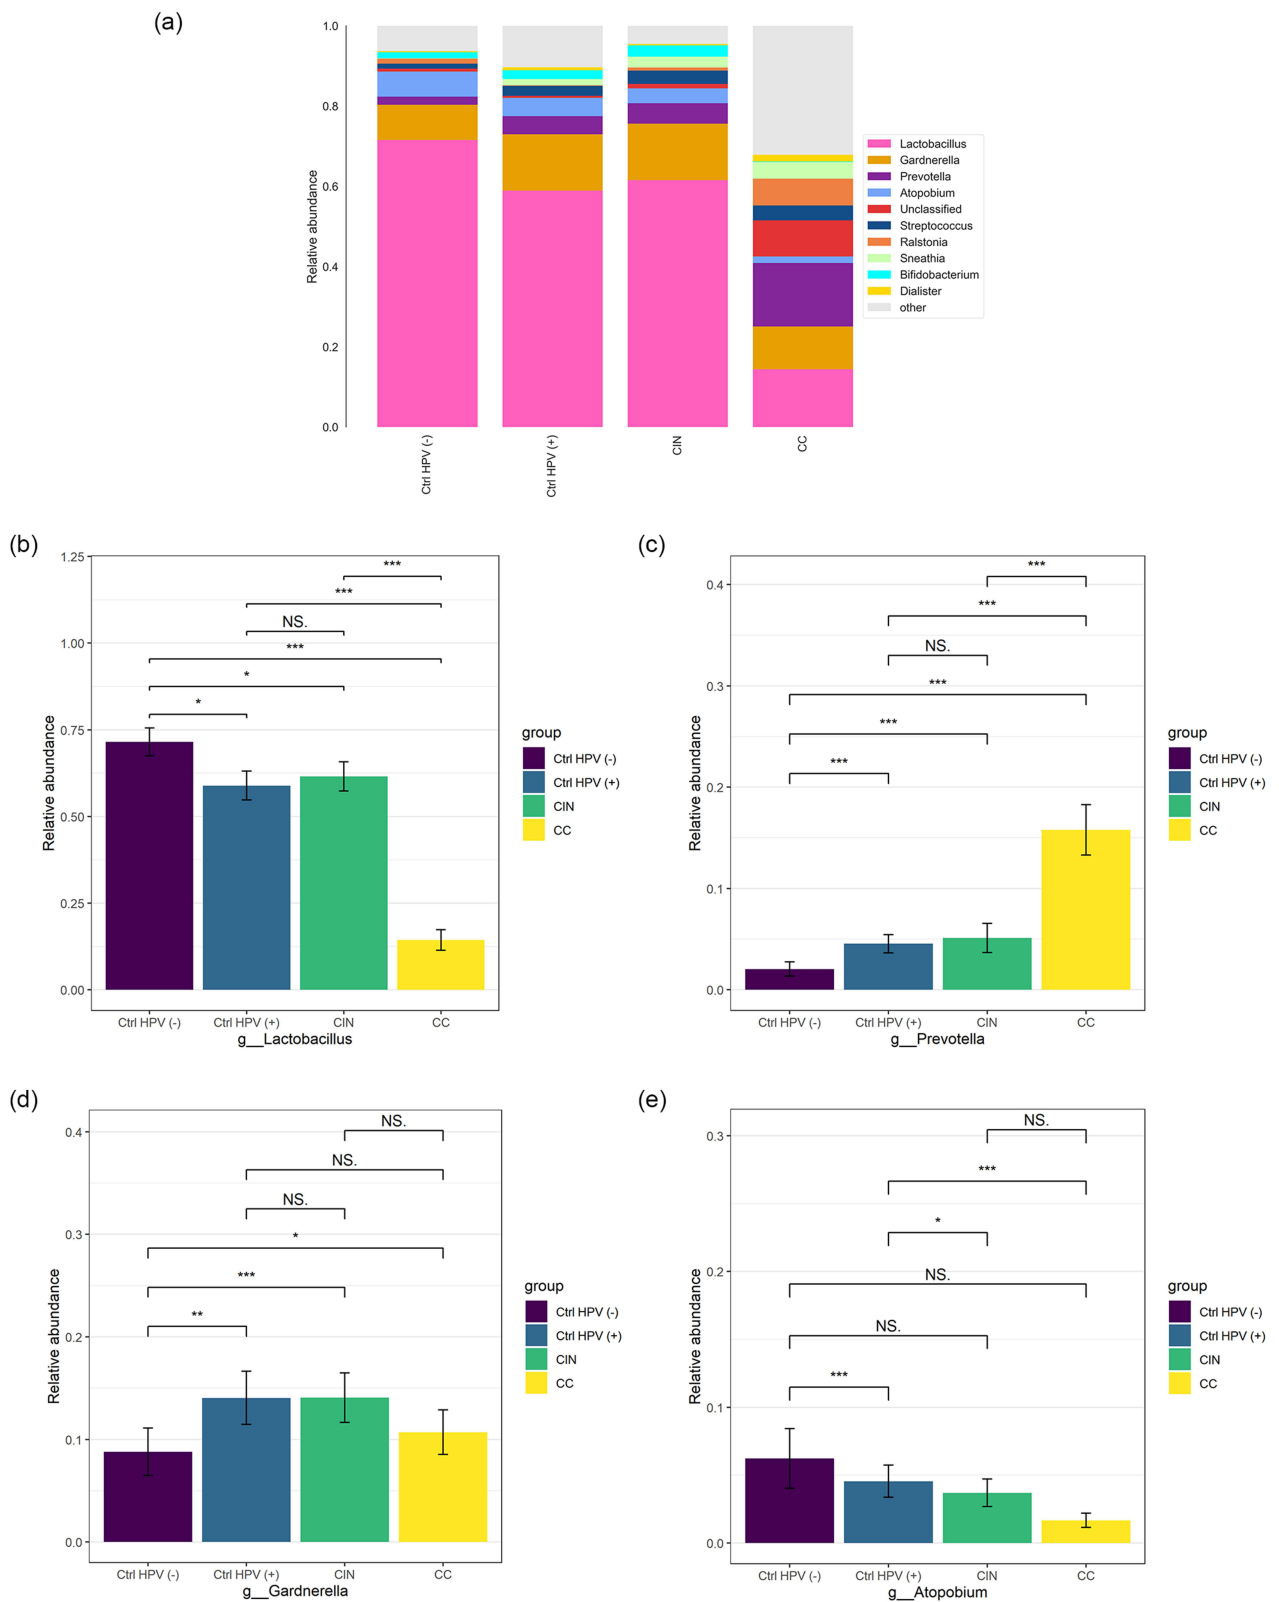 (a)
1.0
0.8
0.6
0.4
0.2
0.0
Relative abundance
Ctrl HPV (-)
Ctrl HPV (+)
CIN
CC
Lactobacillus
Gardnerella
Prevotella
Atopobium
Unclassified
Streptococcus
Ralstonia
Sneathia
Bifidobacterium
Dialister
other
(b)
1.25
1.00
0.75
0.50
0.25
0.00
Relative abundance
***
***
NS.
***
*
*
Ctrl HPV (-)
Ctrl HPV (+)
CIN
CC
g__Lactobacillus
group
Ctrl HPV (-)
Ctrl HPV (+)
CIN
CC
(c)
0.4
0.3
0.2
0.1
0.0
Relative abundance
***
***
NS.
***
***
***
Ctrl HPV (-)
Ctrl HPV (+)
CIN
CC
g__Prevotella
group
Ctrl HPV (-)
Ctrl HPV (+)
CIN
CC
(d)
0.4
0.3
0.2
0.1
0.0
Relative abundance
NS.
NS.
NS.
*
***
**
Ctrl HPV (-)
Ctrl HPV (+)
CIN
CC
g__Gardnerella
group
Ctrl HPV (-)
Ctrl HPV (+)
CIN
CC
(e)
0.3
0.2
0.1
0.0
Relative abundance
NS.
***
*
NS.
NS.
***
Ctrl HPV (-)
Ctrl HPV (+)
CIN
CC
g__Atopobium
group
Ctrl HPV (-)
Ctrl HPV (+)
CIN
CC